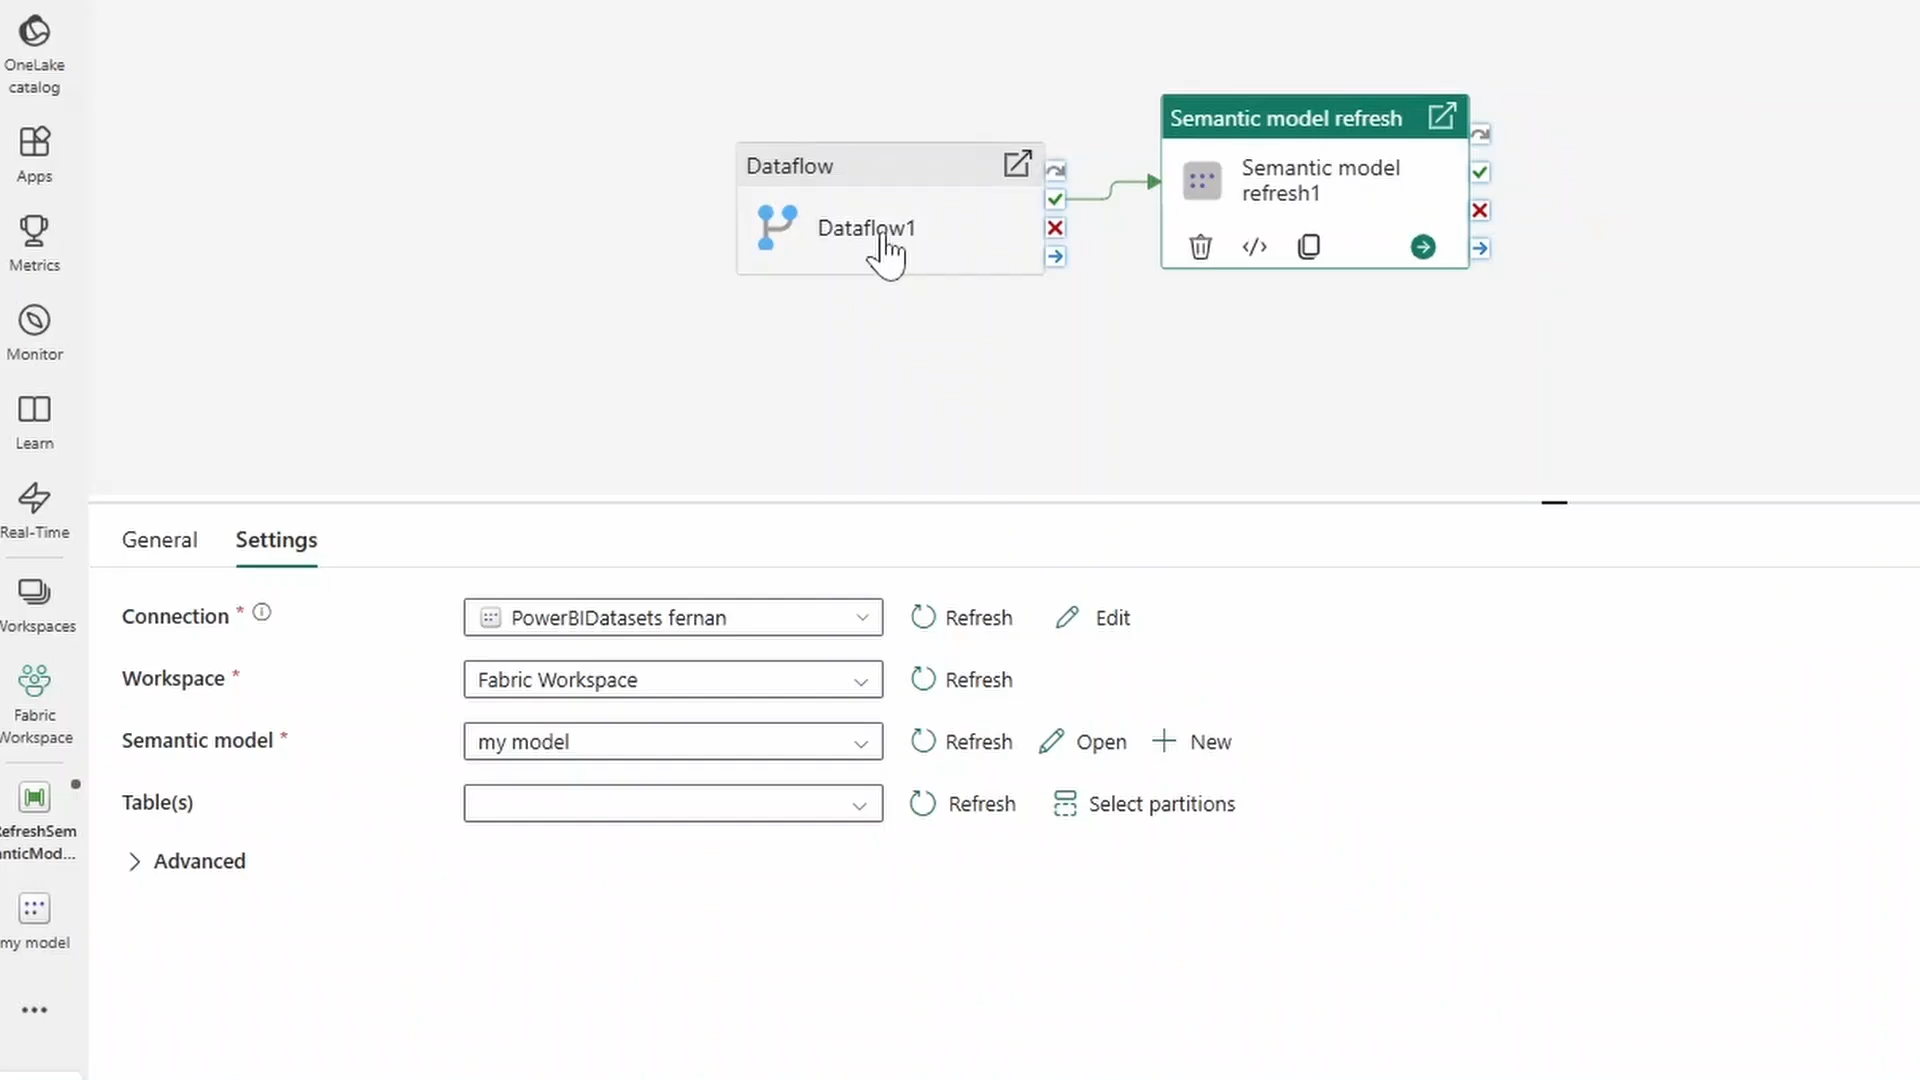 OneLake
catalog
Apps
Metrics
Monitor
Learn
Real-Time
Workspaces
Fabric
Workspace
RefreshSem
anticMod...
my model
Dataflow
Dataflow1
Semantic model refresh
Semantic model
refresh1
General Settings
Connection * PowerBIDatasets fernan Refresh Edit
Workspace * Fabric Workspace Refresh
Semantic model * my model Refresh Open New
Table(s) Refresh Select partitions
Advanced